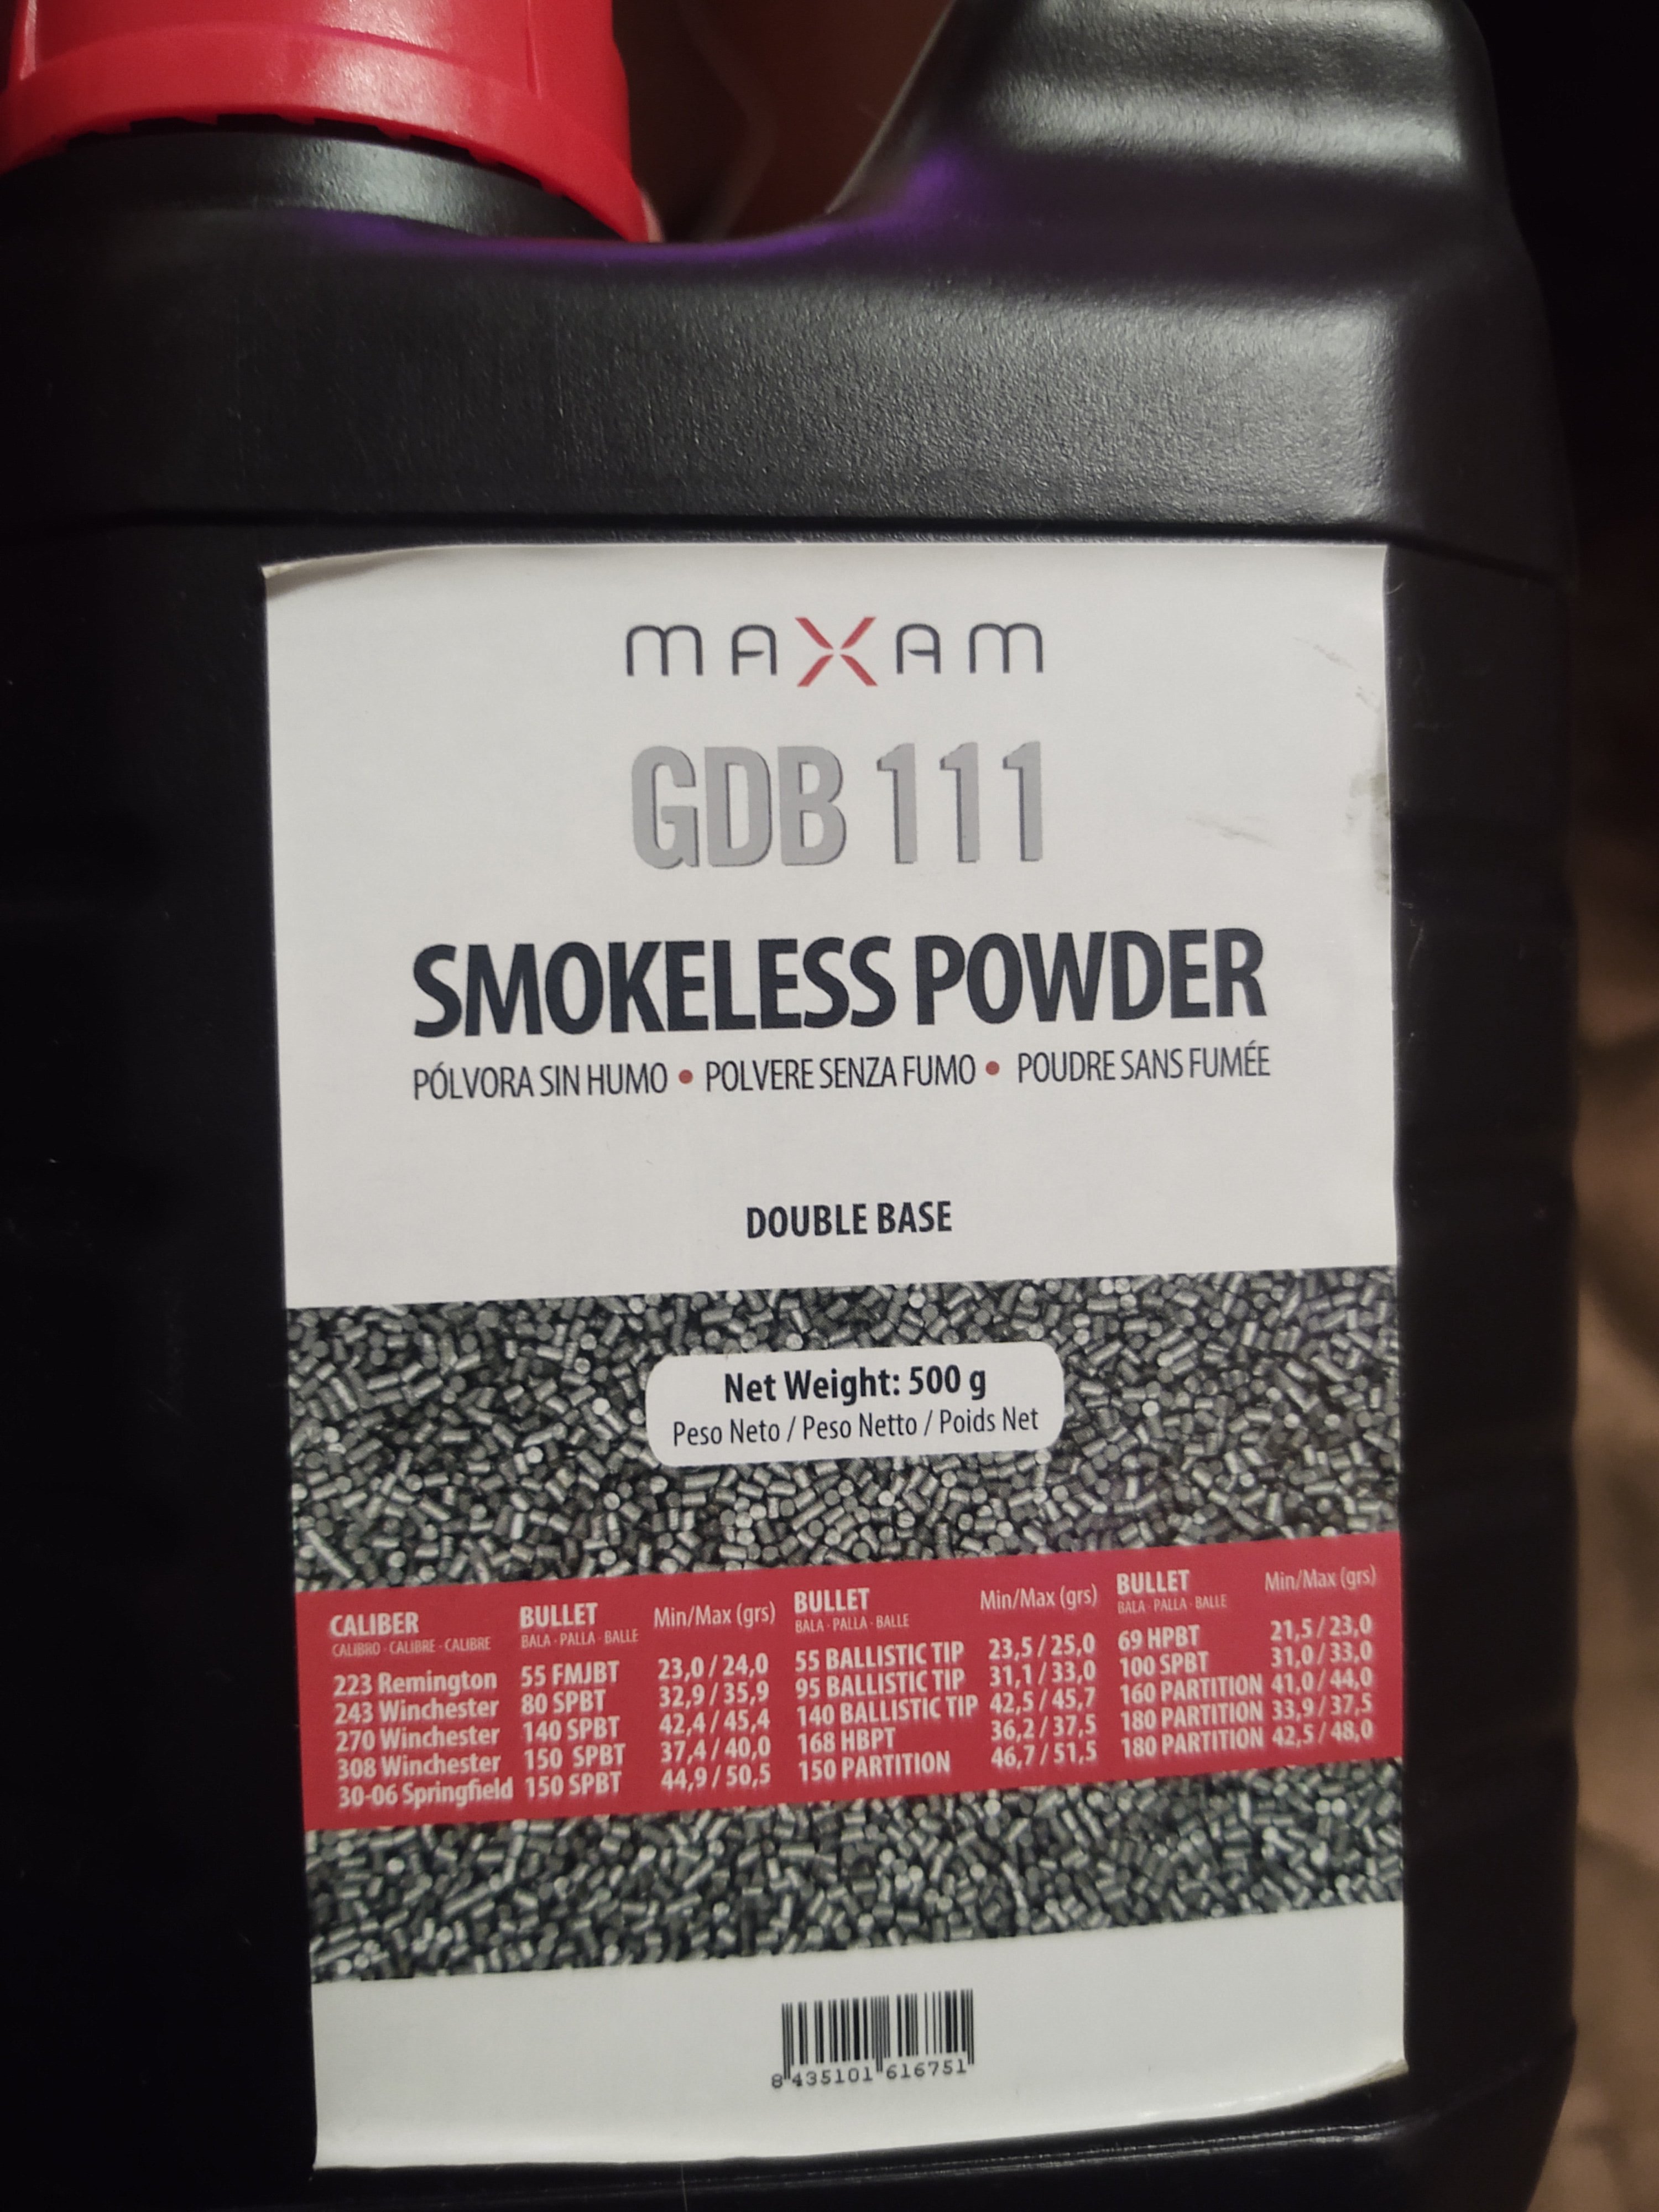 MAXAM
GDB 111
SMOKELESS POWDER
PÓLVORA SIN HUMO • POLVERE SENZA FUMO • POUDRE SANS FUMÉE
DOUBLE BASE
Net Weight: 500 g
Peso Neto / Peso Netto / Poids Net
CALIBER BULLET Min/Max (grs) BULLET Min/Max (grs) BULLET Min/Max (grs)
CALIBRO · CALIBRE · CALIBRE BALA · PALLA · BALLE BALA · PALLA · BALLE BALA · PALLA · BALLE
223 Remington 55 FMJBT 23,0/24,0 55 BALLISTIC TIP 23,5/25,0 69 HPBT 21,5/23,0
243 Winchester 80 SPBT 32,9/35,9 95 BALLISTIC TIP 31,1/33,0 100 SPBT 31,0/33,0
270 Winchester 140 SPBT 42,4/45,4 140 BALLISTIC TIP 42,5/45,7 160 PARTITION 41,0/44,0
308 Winchester 150 SPBT 37,4/40,0 168 HBPT 36,2/37,5 180 PARTITION 33,9/37,5
30-06 Springfield 150 SPBT 44,9/50,5 150 PARTITION 46,7/51,5 180 PARTITION 42,5/48,0
8 435101 616751